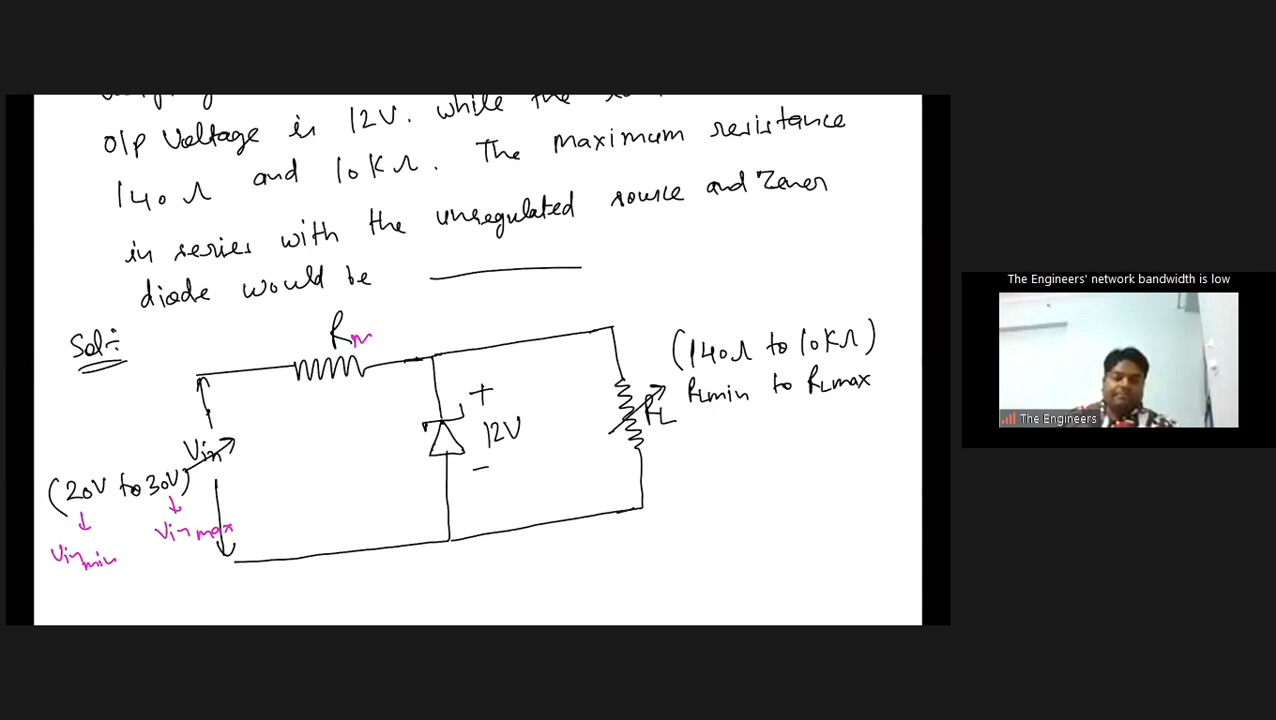 O/P Voltage is 12V. while the
140Ω and 10KΩ. The maximum resistance
in series with the unregulated source and Zener
diode would be ______
Sol:
Rm
(140Ω to 10KΩ)
RLmin to RLmax
RL
+
12V
-
Vin
(20V to 30V)
Vinmin
Vinmax
The Engineers' network bandwidth is low
The Engineers